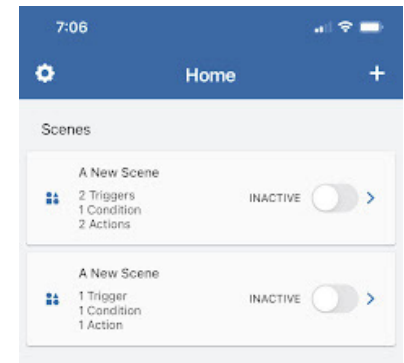 7:06
Home
Scenes
A New Scene
2 Triggers
1 Condition
2 Actions
INACTIVE
A New Scene
1 Trigger
1 Condition
1 Action
INACTIVE